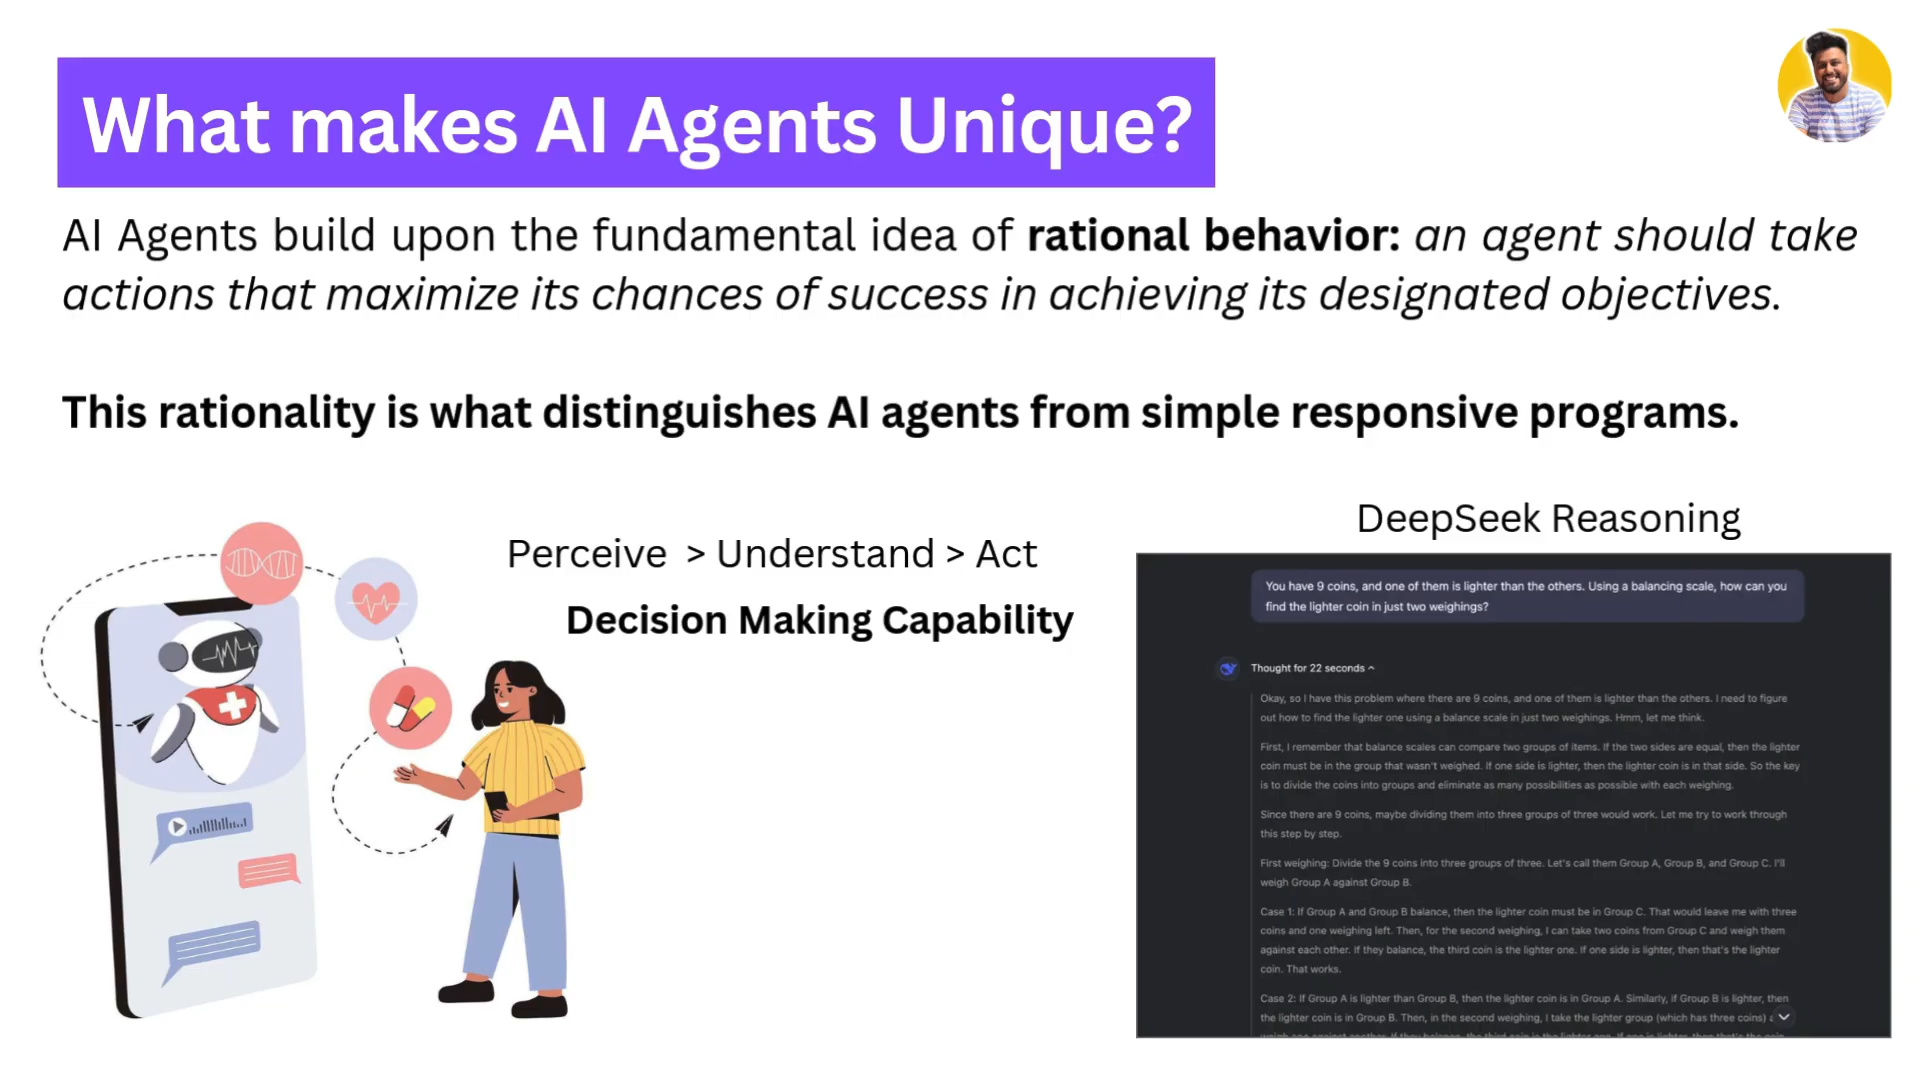 What makes AI Agents Unique?
AI Agents build upon the fundamental idea of rational behavior: an agent should take
actions that maximize its chances of success in achieving its designated objectives.
This rationality is what distinguishes AI agents from simple responsive programs.
Perceive > Understand > Act
Decision Making Capability
DeepSeek Reasoning
You have 9 coins, and one of them is lighter than the others. Using a balancing scale, how can you
find the lighter coin in just two weighings?
Thought for 22 seconds
Okay, so I have this problem where there are 9 coins, and one of them is lighter than the others. I need to figure
out how to find the lighter one using a balance scale in just two weighings. Hmm, let me think.
First, I remember that balance scales can compare two groups of items. If the two sides are equal, then the lighter
coin must be in the group that wasn't weighed. If one side is lighter, then the lighter coin is in that side. So the key
is to divide the coins into groups and eliminate as many possibilities as possible with each weighing.
Since there are 9 coins, maybe dividing them into three groups of three would work. Let me try to work through
this step by step.
First weighing: Divide the 9 coins into three groups of three. Let's call them Group A, Group B, and Group C. I'll
weigh Group A against Group B.
Case 1: If Group A and Group B balance, then the lighter coin must be in Group C. That would leave me with three
coins and one weighing left. Then, for the second weighing, I can take two coins from Group C and weigh them
against each other. If they balance, the third coin is the lighter one. If one side is lighter, then that's the lighter
coin. That works.
Case 2: If Group A is lighter than Group B, then the lighter coin is in Group A. Similarly, if Group B is lighter, then
the lighter coin is in Group B. Then, in the second weighing, I take the lighter group (which has three coins)